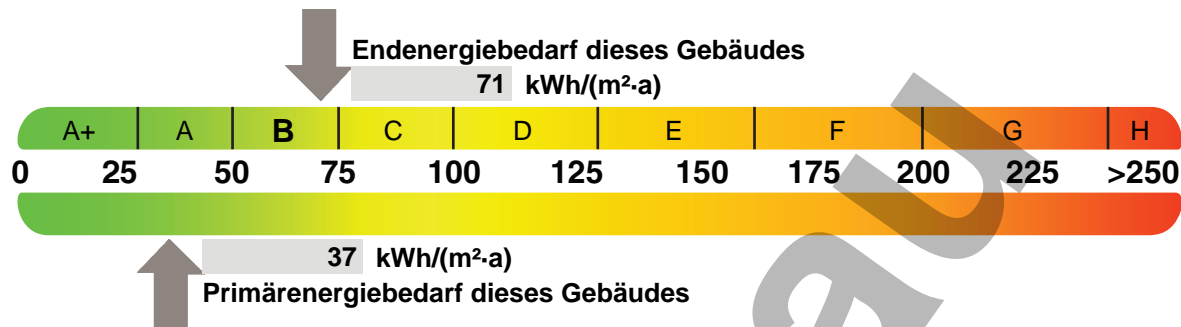 Endenergiebedarf dieses Gebäudes
71 kWh/(m²·a)
A+ A B C D E F G H
0 25 50 75 100 125 150 175 200 225 >250
37 kWh/(m²·a)
Primärenergiebedarf dieses Gebäudes
au